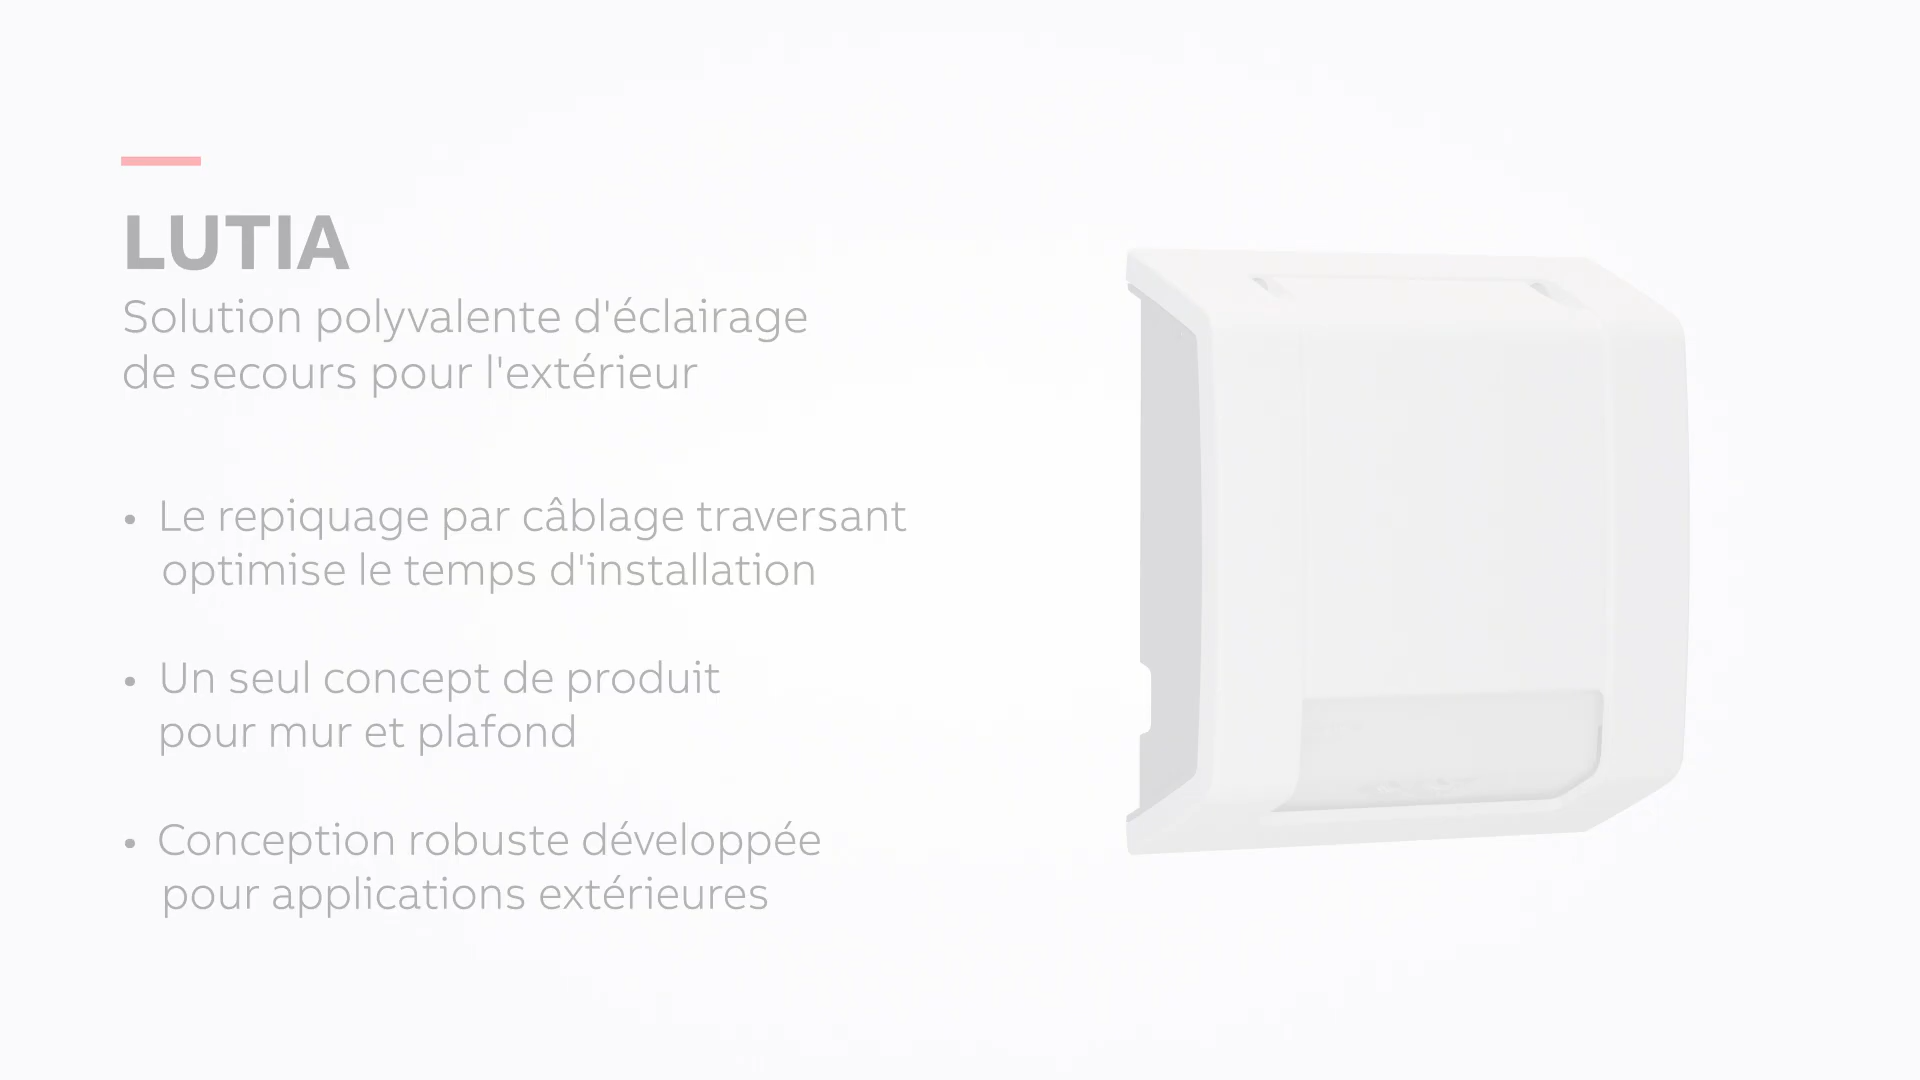 LUTIA
Solution polyvalente d'éclairage
de secours pour l'extérieur
• Le repiquage par câblage traversant
optimise le temps d'installation
• Un seul concept de produit
pour mur et plafond
• Conception robuste développée
pour applications extérieures